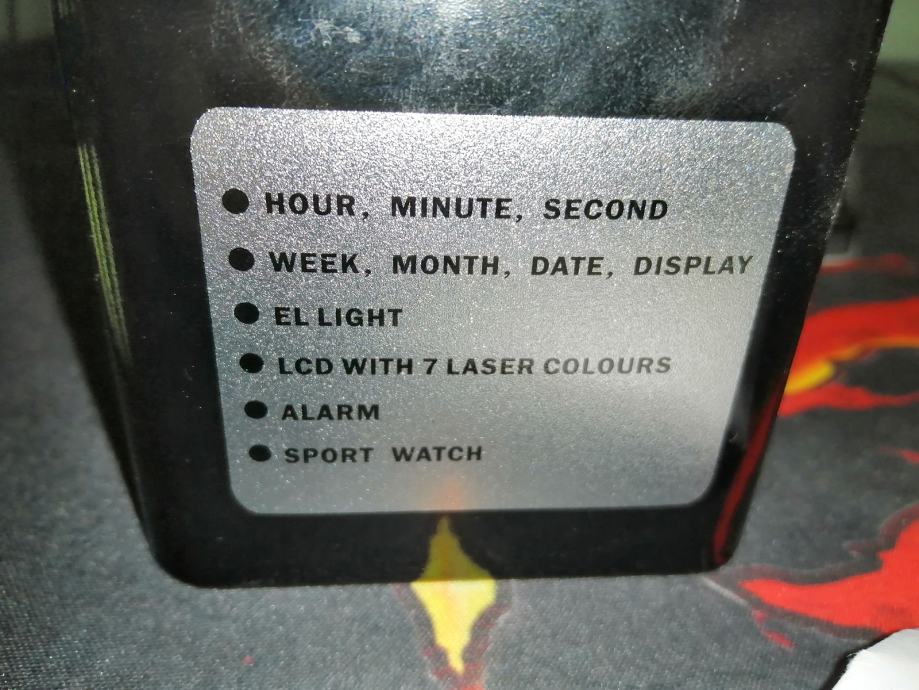 ● HOUR, MINUTE, SECOND
● WEEK, MONTH, DATE, DISPLAY
● EL LIGHT
● LCD WITH 7 LASER COLOURS
● ALARM
● SPORT WATCH